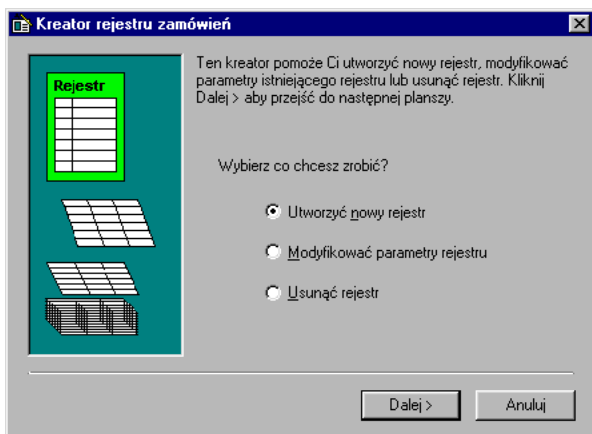 Kreator rejestru zamówień
Rejestr
Ten kreator pomoże Ci utworzyć nowy rejestr, modyfikować
parametry istniejącego rejestru lub usunąć rejestr. Kliknij
Dalej > aby przejść do następnej planszy.
Wybierz co chcesz zrobić?
Utworzyć nowy rejestr
Modyfikować parametry rejestru
Usunąć rejestr
Dalej >
Anuluj